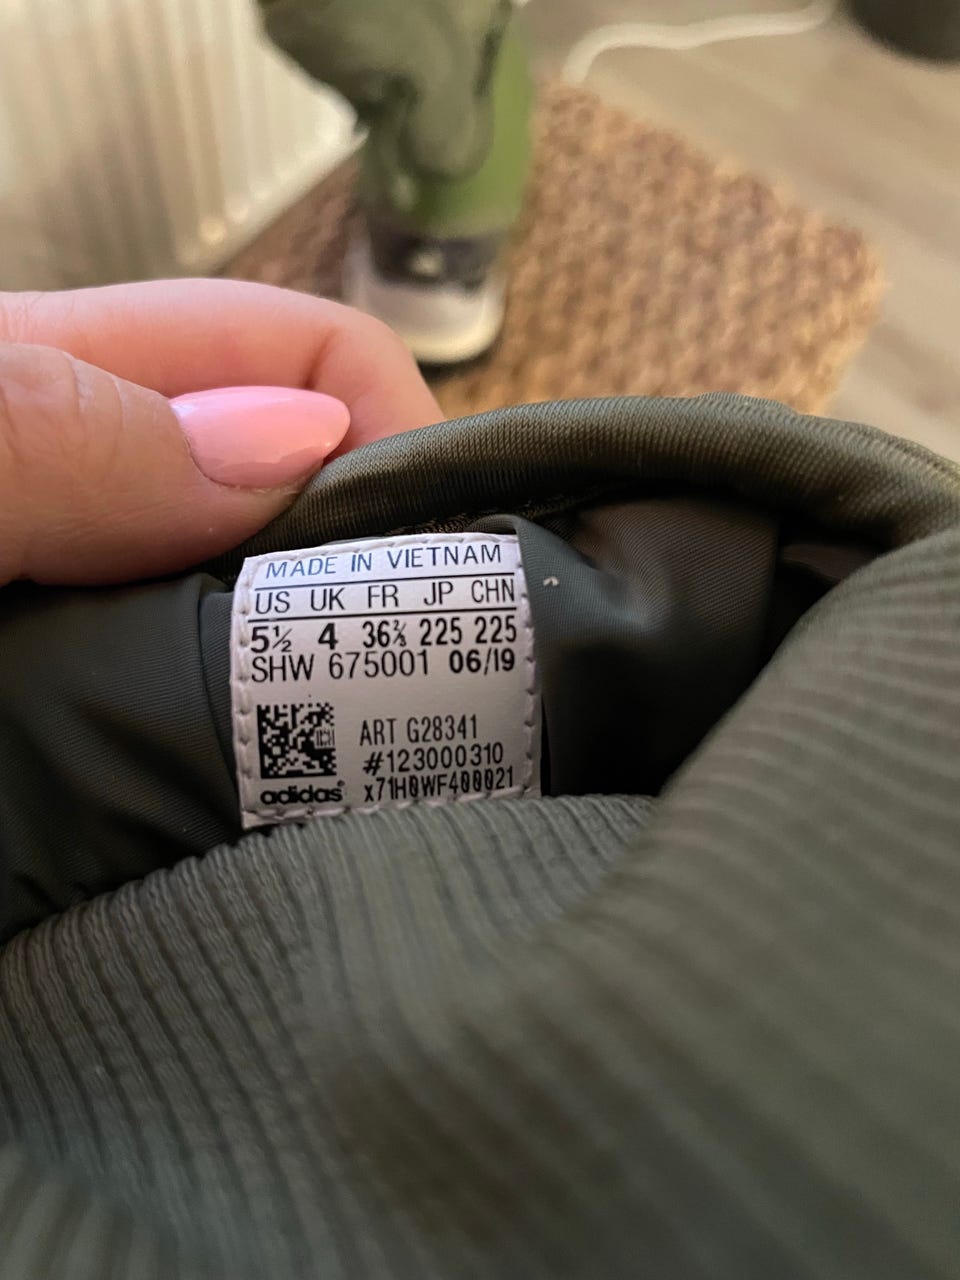 MADE IN VIETNAM
US UK FR JP CHN
5½ 4 36⅔ 225 225
SHW 675001 06/19
ART G28341
#123000310
adidas® x71H0WF400021